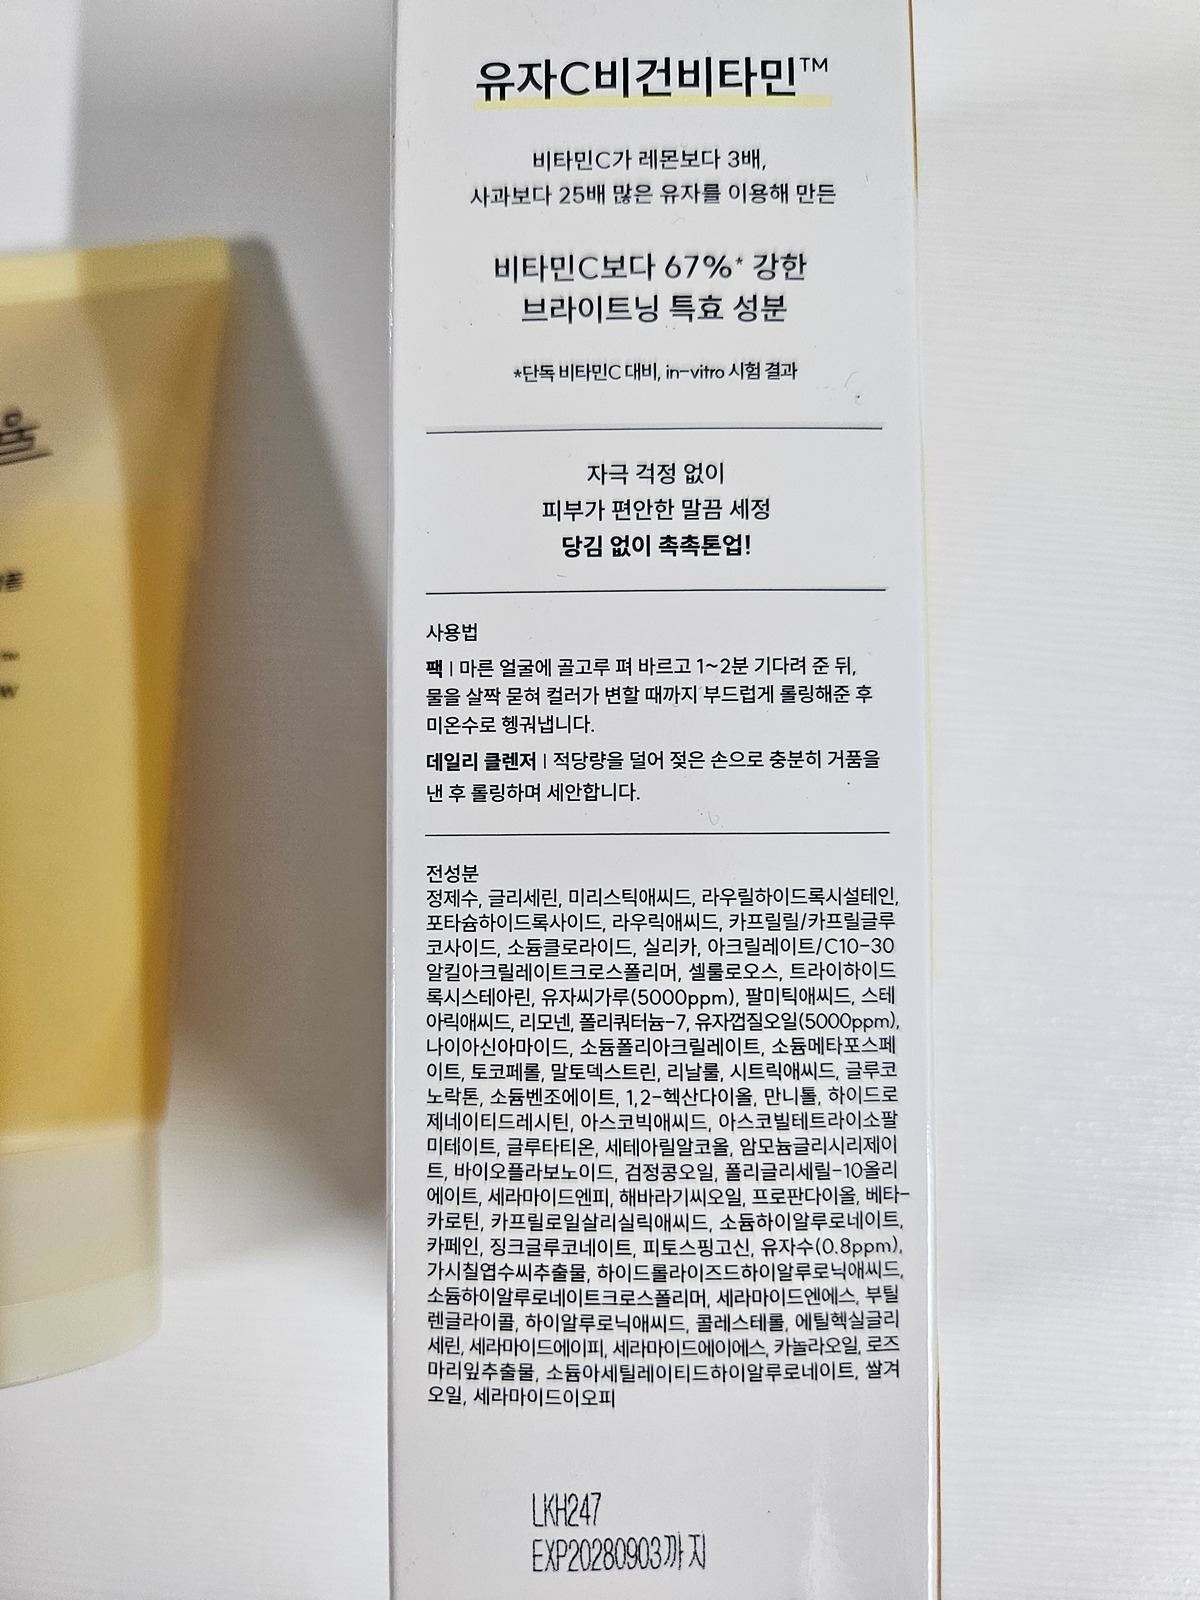 유자C비건비타민™
비타민C가 레몬보다 3배,
사과보다 25배 많은 유자를 이용해 만든
비타민C보다 67%* 강한
브라이트닝 특효 성분
*단독 비타민C 대비, in-vitro 시험 결과
자극 걱정 없이
피부가 편안한 말끔 세정
당김 없이 촉촉톤업!
사용법
팩 | 마른 얼굴에 골고루 펴 바르고 1~2분 기다려 준 뒤,
물을 살짝 묻혀 컬러가 변할 때까지 부드럽게 롤링해준 후
미온수로 헹궈냅니다.
데일리 클렌저 | 적당량을 덜어 젖은 손으로 충분히 거품을
낸 후 롤링하며 세안합니다.
전성분
정제수, 글리세린, 미리스틱애씨드, 라우릴하이드록시설테인,
포타슘하이드록사이드, 라우릭애씨드, 카프릴릴/카프릴글루
코사이드, 소듐클로라이드, 실리카, 아크릴레이트/C10-30
알킬아크릴레이트크로스폴리머, 셀룰로오스, 트라이하이드
록시스테아린, 유자씨가루(5000ppm), 팔미틱애씨드, 스테
아릭애씨드, 리모넨, 폴리쿼터늄-7, 유자껍질오일(5000ppm),
나이아신아마이드, 소듐폴리아크릴레이트, 소듐메타포스페
이트, 토코페롤, 말토덱스트린, 리날룰, 시트릭애씨드, 글루코
노락톤, 소듐벤조에이트, 1,2-헥산다이올, 만니톨, 하이드로
제네이티드레시틴, 아스코빅애씨드, 아스코빌테트라이소팔
미테이트, 글루타티온, 세테아릴알코올, 암모늄글리시리제이
트, 바이오플라보노이드, 검정콩오일, 폴리글리세릴-10올리
에이트, 세라마이드엔피, 해바라기씨오일, 프로판다이올, 베타-
카로틴, 카프릴로일살리실릭애씨드, 소듐하이알루로네이트,
카페인, 징크글루코네이트, 피토스핑고신, 유자수(0.8ppm),
가시칠엽수씨추출물, 하이드롤라이즈드하이알루로닉애씨드,
소듐하이알루로네이트크로스폴리머, 세라마이드엔에스, 부틸
렌글라이콜, 하이알루로닉애씨드, 콜레스테롤, 에틸헥실글리
세린, 세라마이드에이피, 세라마이드에이에스, 카놀라오일, 로즈
마리잎추출물, 소듐아세틸레이티드하이알루로네이트, 쌀겨
오일, 세라마이드이오피
LKH247
EXP20280903까지